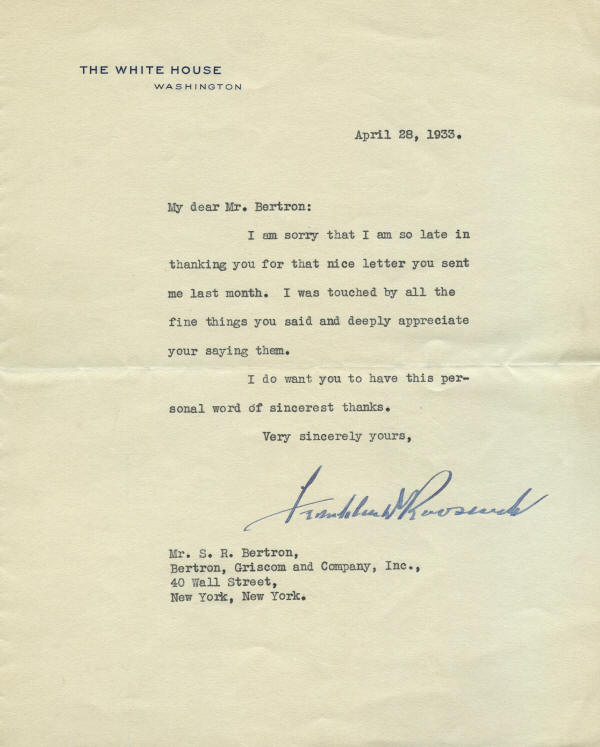 THE WHITE HOUSE
WASHINGTON
April 28, 1933.
My dear Mr. Bertron:
I am sorry that I am so late in
thanking you for that nice letter you sent
me last month. I was touched by all the
fine things you said and deeply appreciate
your saying them.
I do want you to have this per-
sonal word of sincerest thanks.
Very sincerely yours,
Franklin D Roosevelt
Mr. S. R. Bertron,
Bertron, Griscom and Company, Inc.,
40 Wall Street,
New York, New York.